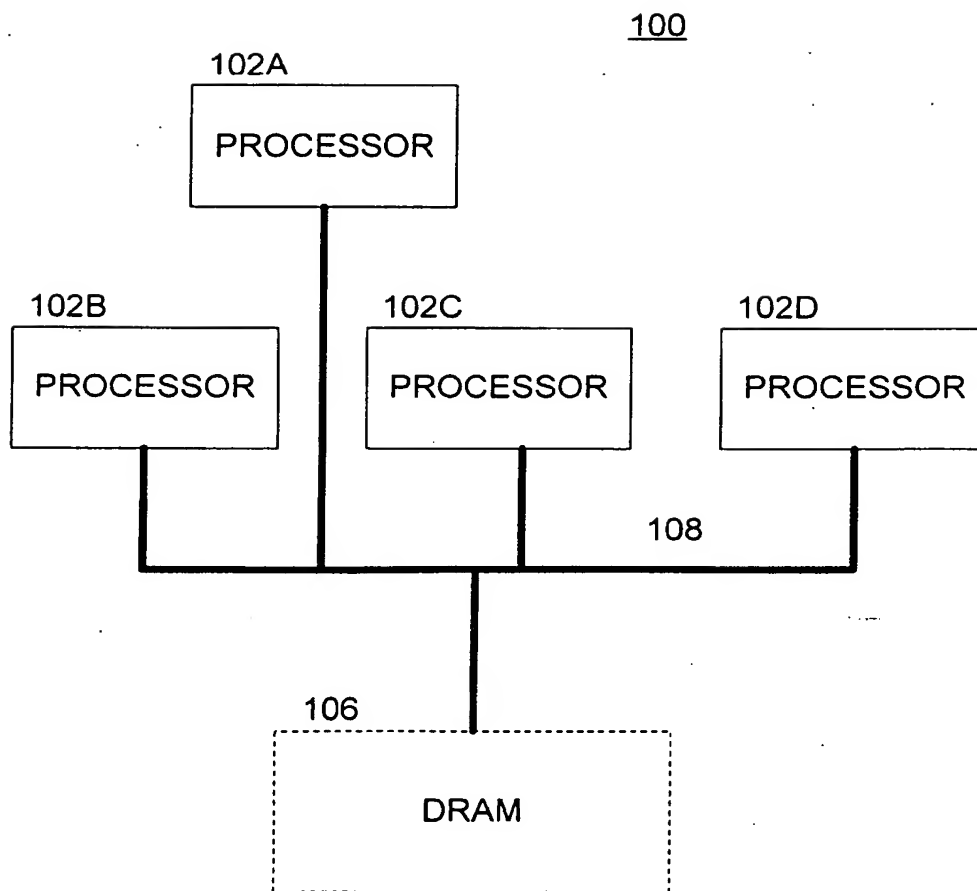 100
102A
PROCESSOR
102B
PROCESSOR
102C
PROCESSOR
102D
PROCESSOR
108
106
DRAM